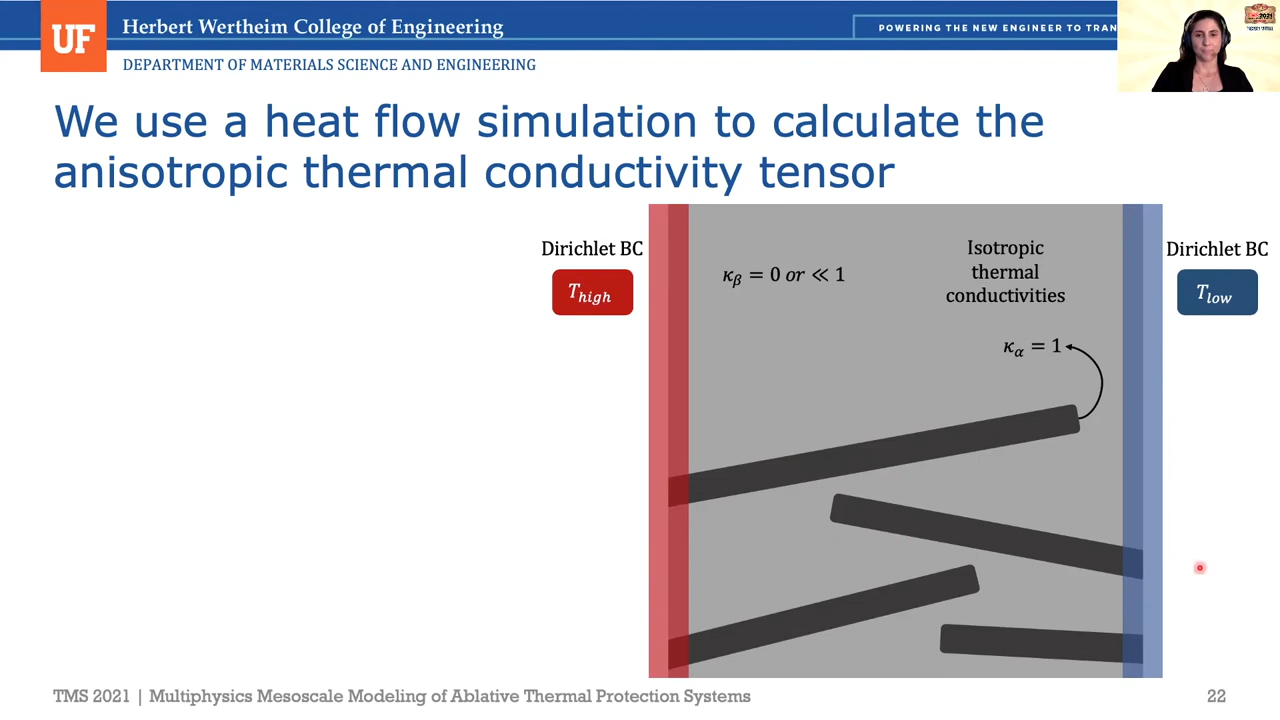 UF
Herbert Wertheim College of Engineering
POWERING THE NEW ENGINEER TO TRAN
DEPARTMENT OF MATERIALS SCIENCE AND ENGINEERING
We use a heat flow simulation to calculate the
anisotropic thermal conductivity tensor
Dirichlet BC
T_high
κ_β = 0 or ≪ 1
Isotropic
thermal
conductivities
κ_α = 1
Dirichlet BC
T_low
TMS 2021 | Multiphysics Mesoscale Modeling of Ablative Thermal Protection Systems
22